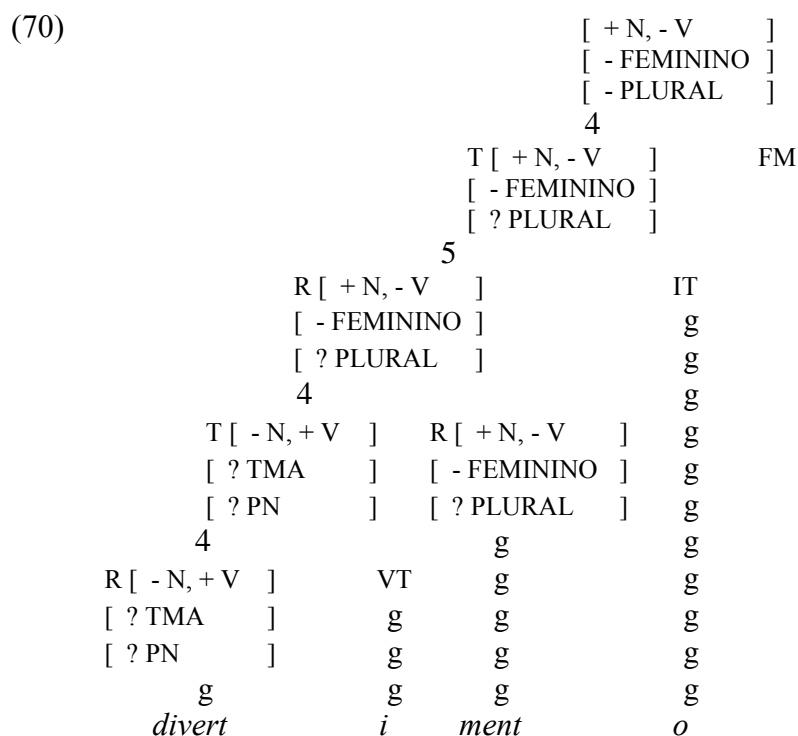 (70) [ + N, - V ]
[ - FEMININO ]
[ - PLURAL ]
4
T [ + N, - V ] FM
[ - FEMININO ]
[ ? PLURAL ]
5
R [ + N, - V ] IT
[ - FEMININO ] g
[ ? PLURAL ] g
4 g
T [ - N, + V ] R [ + N, - V ] g
[ ? TMA ] [ - FEMININO ] g
[ ? PN ] [ ? PLURAL ] g
4 g g
R [ - N, + V ] VT g g
[ ? TMA ] g g g
[ ? PN ] g g g
g g g g
divert i ment o